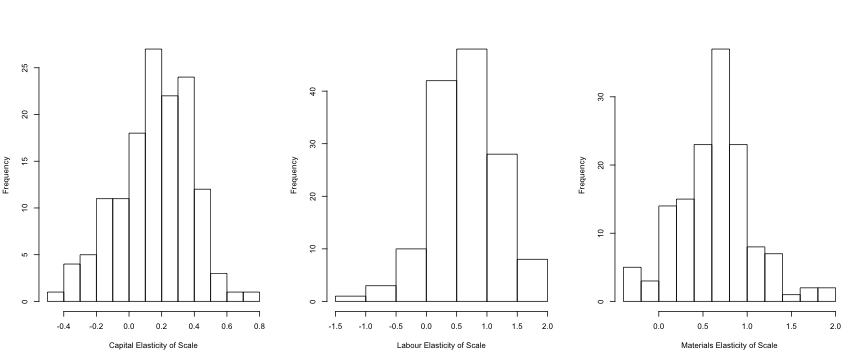 Frequency
0 5 10 15 20 25
-0.4 -0.2 0.0 0.2 0.4 0.6 0.8
Capital Elasticity of Scale
Frequency
0 10 20 30 40
-1.5 -1.0 -0.5 0.0 0.5 1.0 1.5 2.0
Labour Elasticity of Scale
Frequency
0 10 20 30
0.0 0.5 1.0 1.5 2.0
Materials Elasticity of Scale